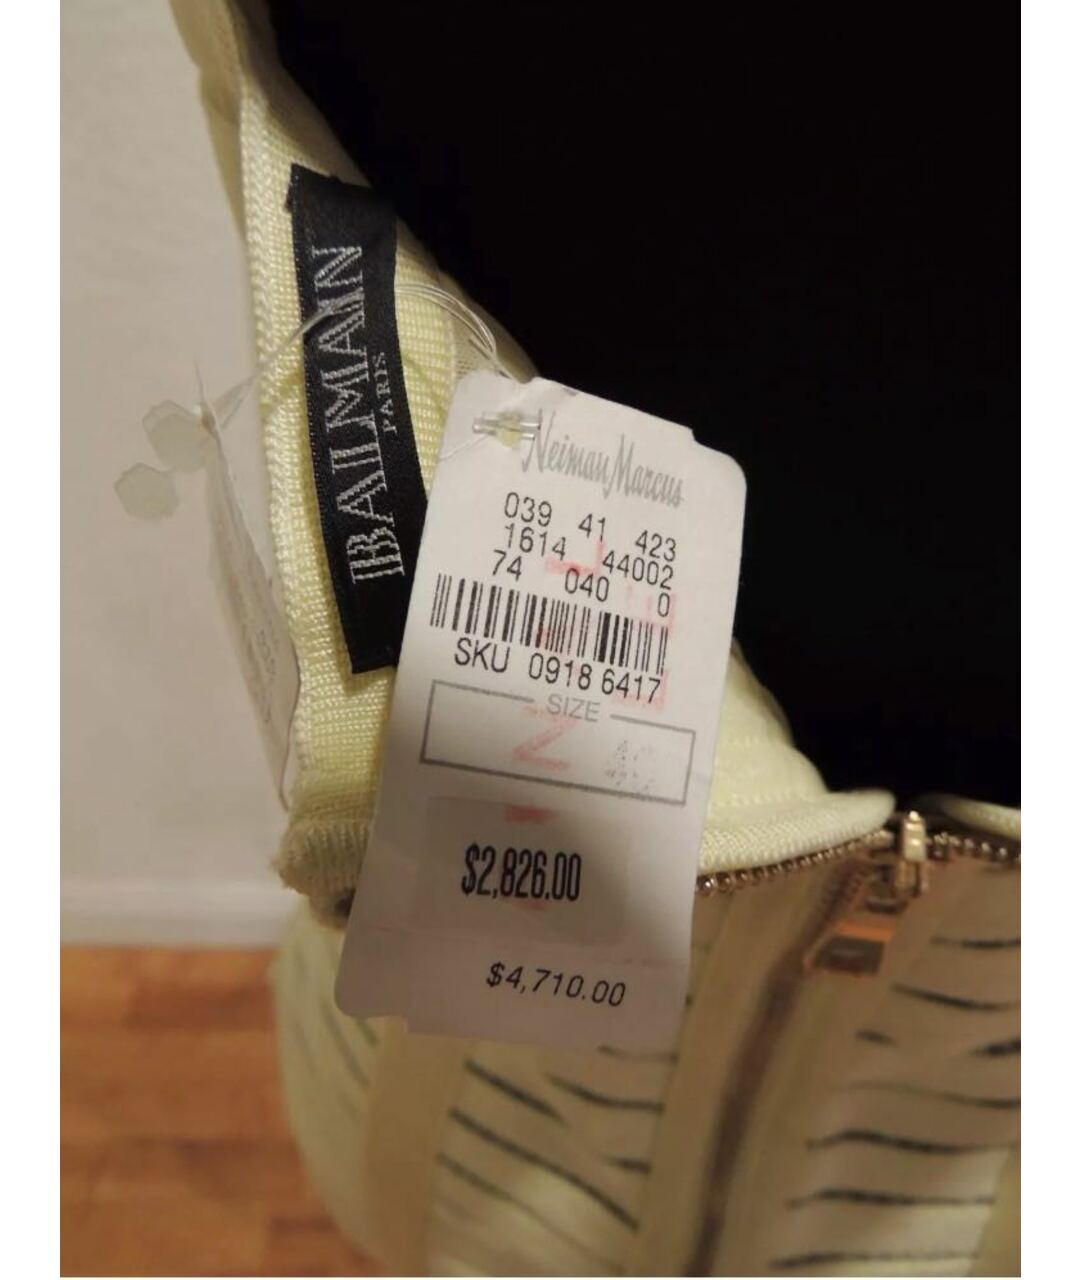 BALMAIN
PARIS
Neiman Marcus
039 41 423
1614 44002
74 040 0
SKU 0918 6417
SIZE
40
$2,826.00
$4,710.00